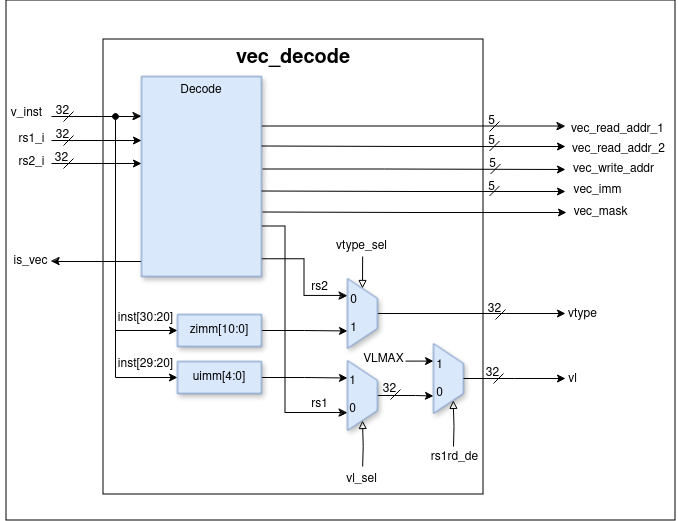 vec_decode
Decode
v_inst
32
rs1_i
32
rs2_i
32
is_vec
5
vec_read_addr_1
5
vec_read_addr_2
5
vec_write_addr
5
vec_imm
vec_mask
vtype_sel
rs2
0
1
32
vtype
inst[30:20]
zimm[10:0]
inst[29:20]
uimm[4:0]
VLMAX
1
0
1
0
32
32
vl
rs1
rs1rd_de
vl_sel